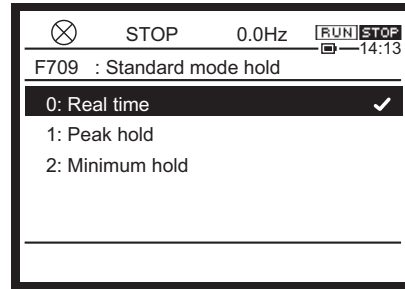 STOP 0.0Hz RUN STOP
14:13
F709 : Standard mode hold
0: Real time
1: Peak hold
2: Minimum hold